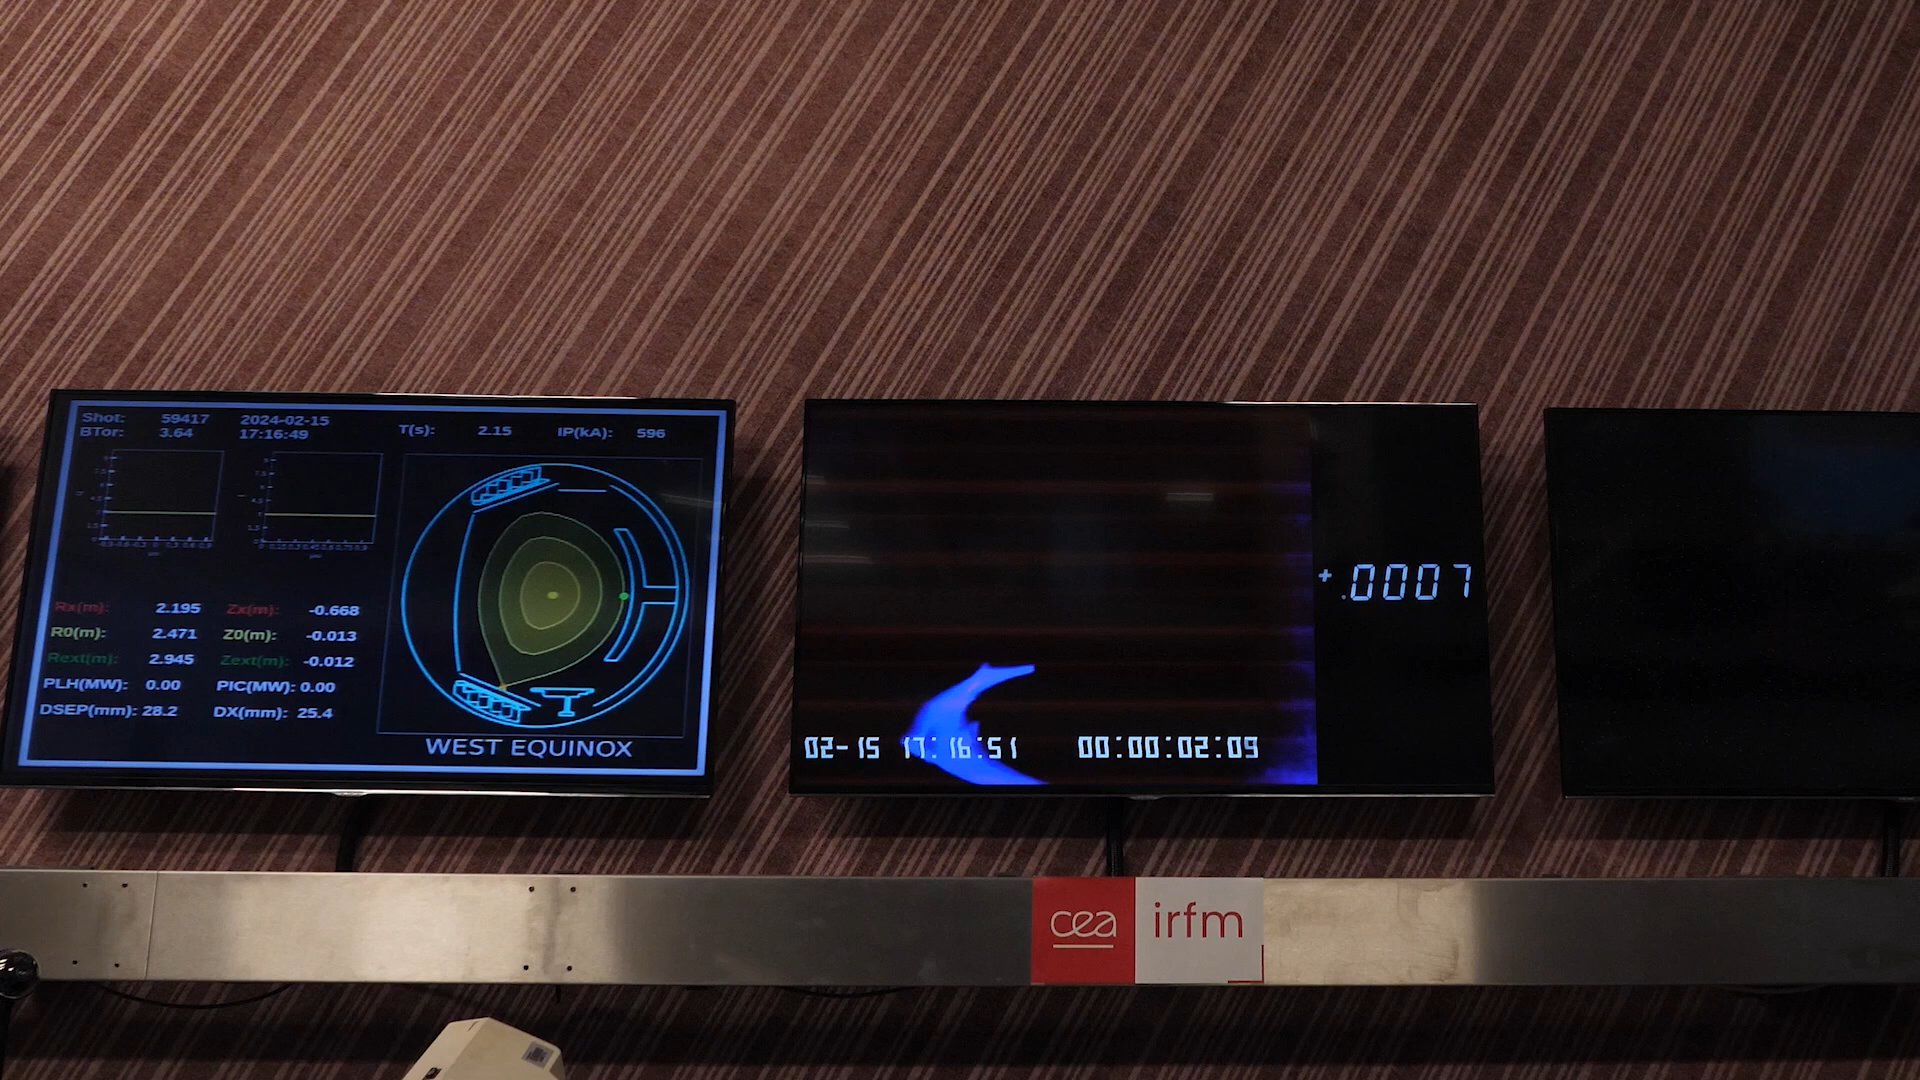 Shot: 59417 2024-02-15
BTor: 3.64 17:16:49 T(s): 2.15 IP(kA): 596
Rx(m): 2.195 Zx(m): -0.668
R0(m): 2.471 Z0(m): -0.013
Rext(m): 2.945 Zext(m): -0.012
PLH(MW): 0.00 PIC(MW): 0.00
DSEP(mm): 28.2 DX(mm): 25.4
WEST EQUINOX
+.0007
02-15 17:16:51 00:00:02:09
cea irfm